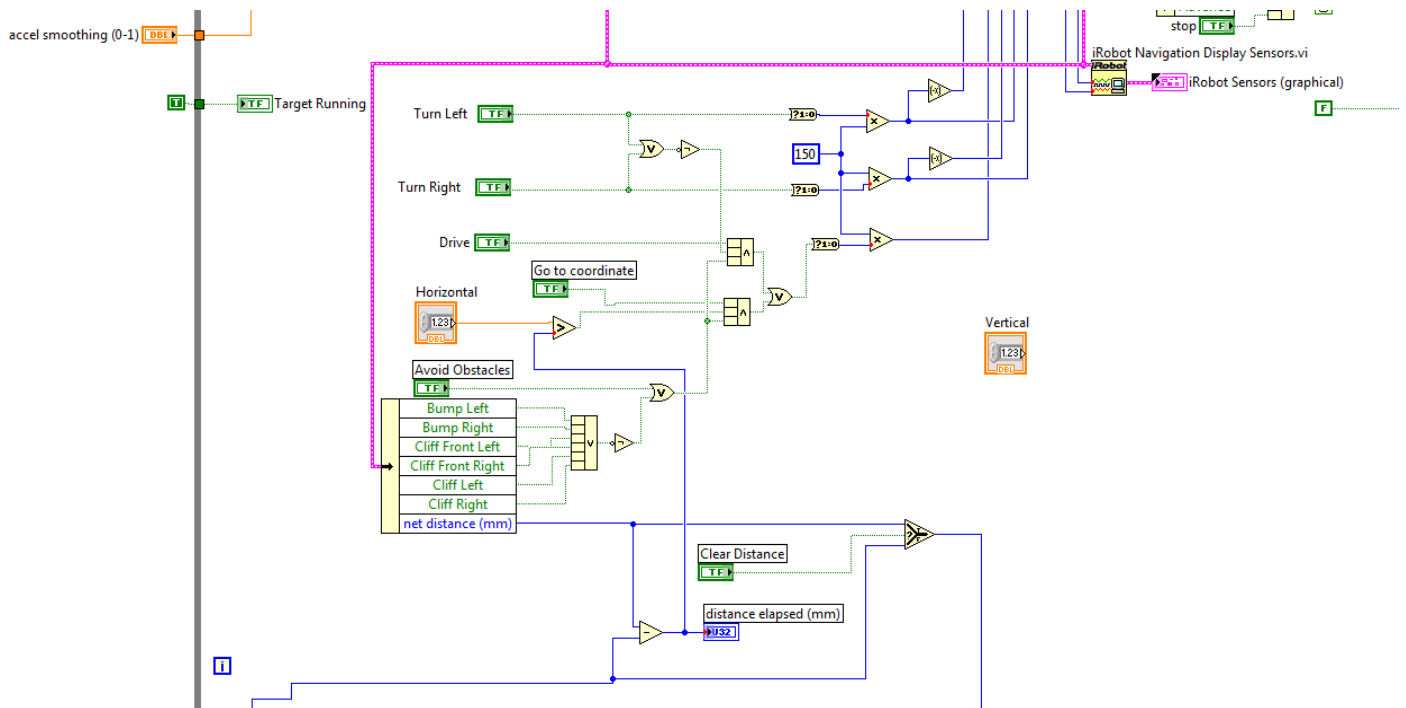 stop TF
accel smoothing (0-1) DBL
iRobot Navigation Display Sensors.vi
iRobot
iRobot Sensors (graphical)
T TF Target Running
F
Turn Left TF ?1:0 x (-x)
V
150
(-x)
Turn Right TF ?1:0 x
Drive TF ?1:0 x
Λ
Go to coordinate
TF
V
Horizontal
1.23
DBL
>
Λ
Vertical
1.23
DBL
Avoid Obstacles
TF
V
Bump Left
Bump Right
Cliff Front Left
Cliff Front Right
Cliff Left
Cliff Right
net distance (mm)
V
?
T
F
Clear Distance
TF
distance elapsed (mm)
U32
-
i